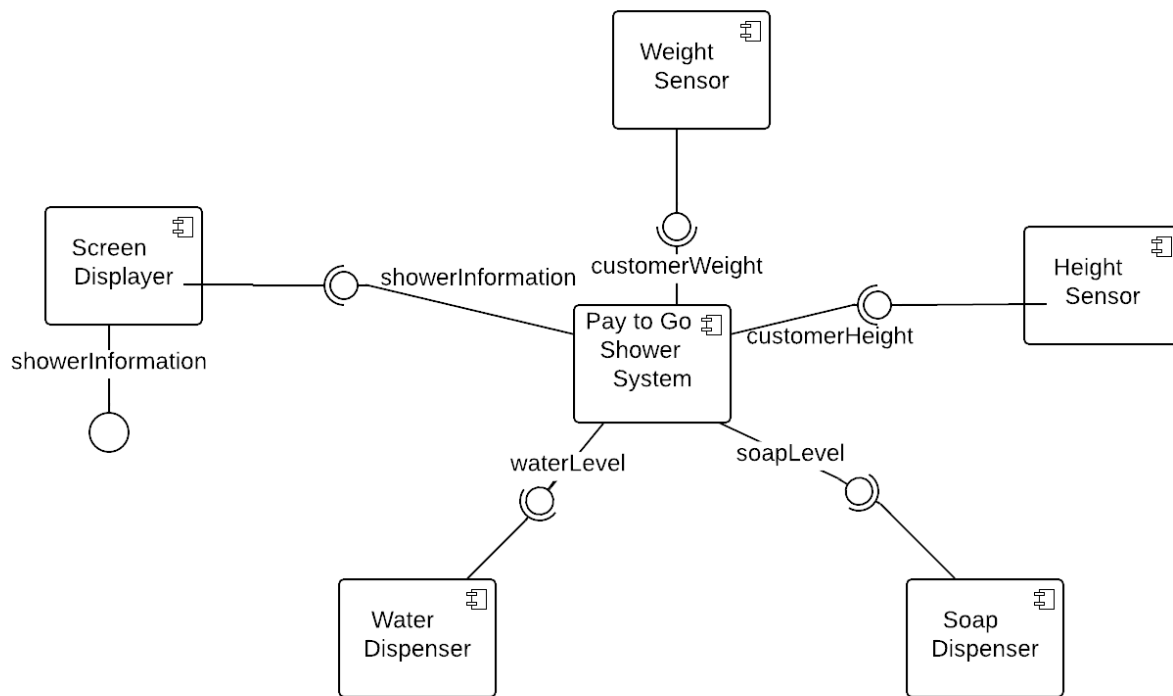 Weight
Sensor
Screen
Displayer
showerInformation
customerWeight
Height
Sensor
Pay to Go
Shower
System
customerHeight
showerInformation
waterLevel
soapLevel
Water
Dispenser
Soap
Dispenser